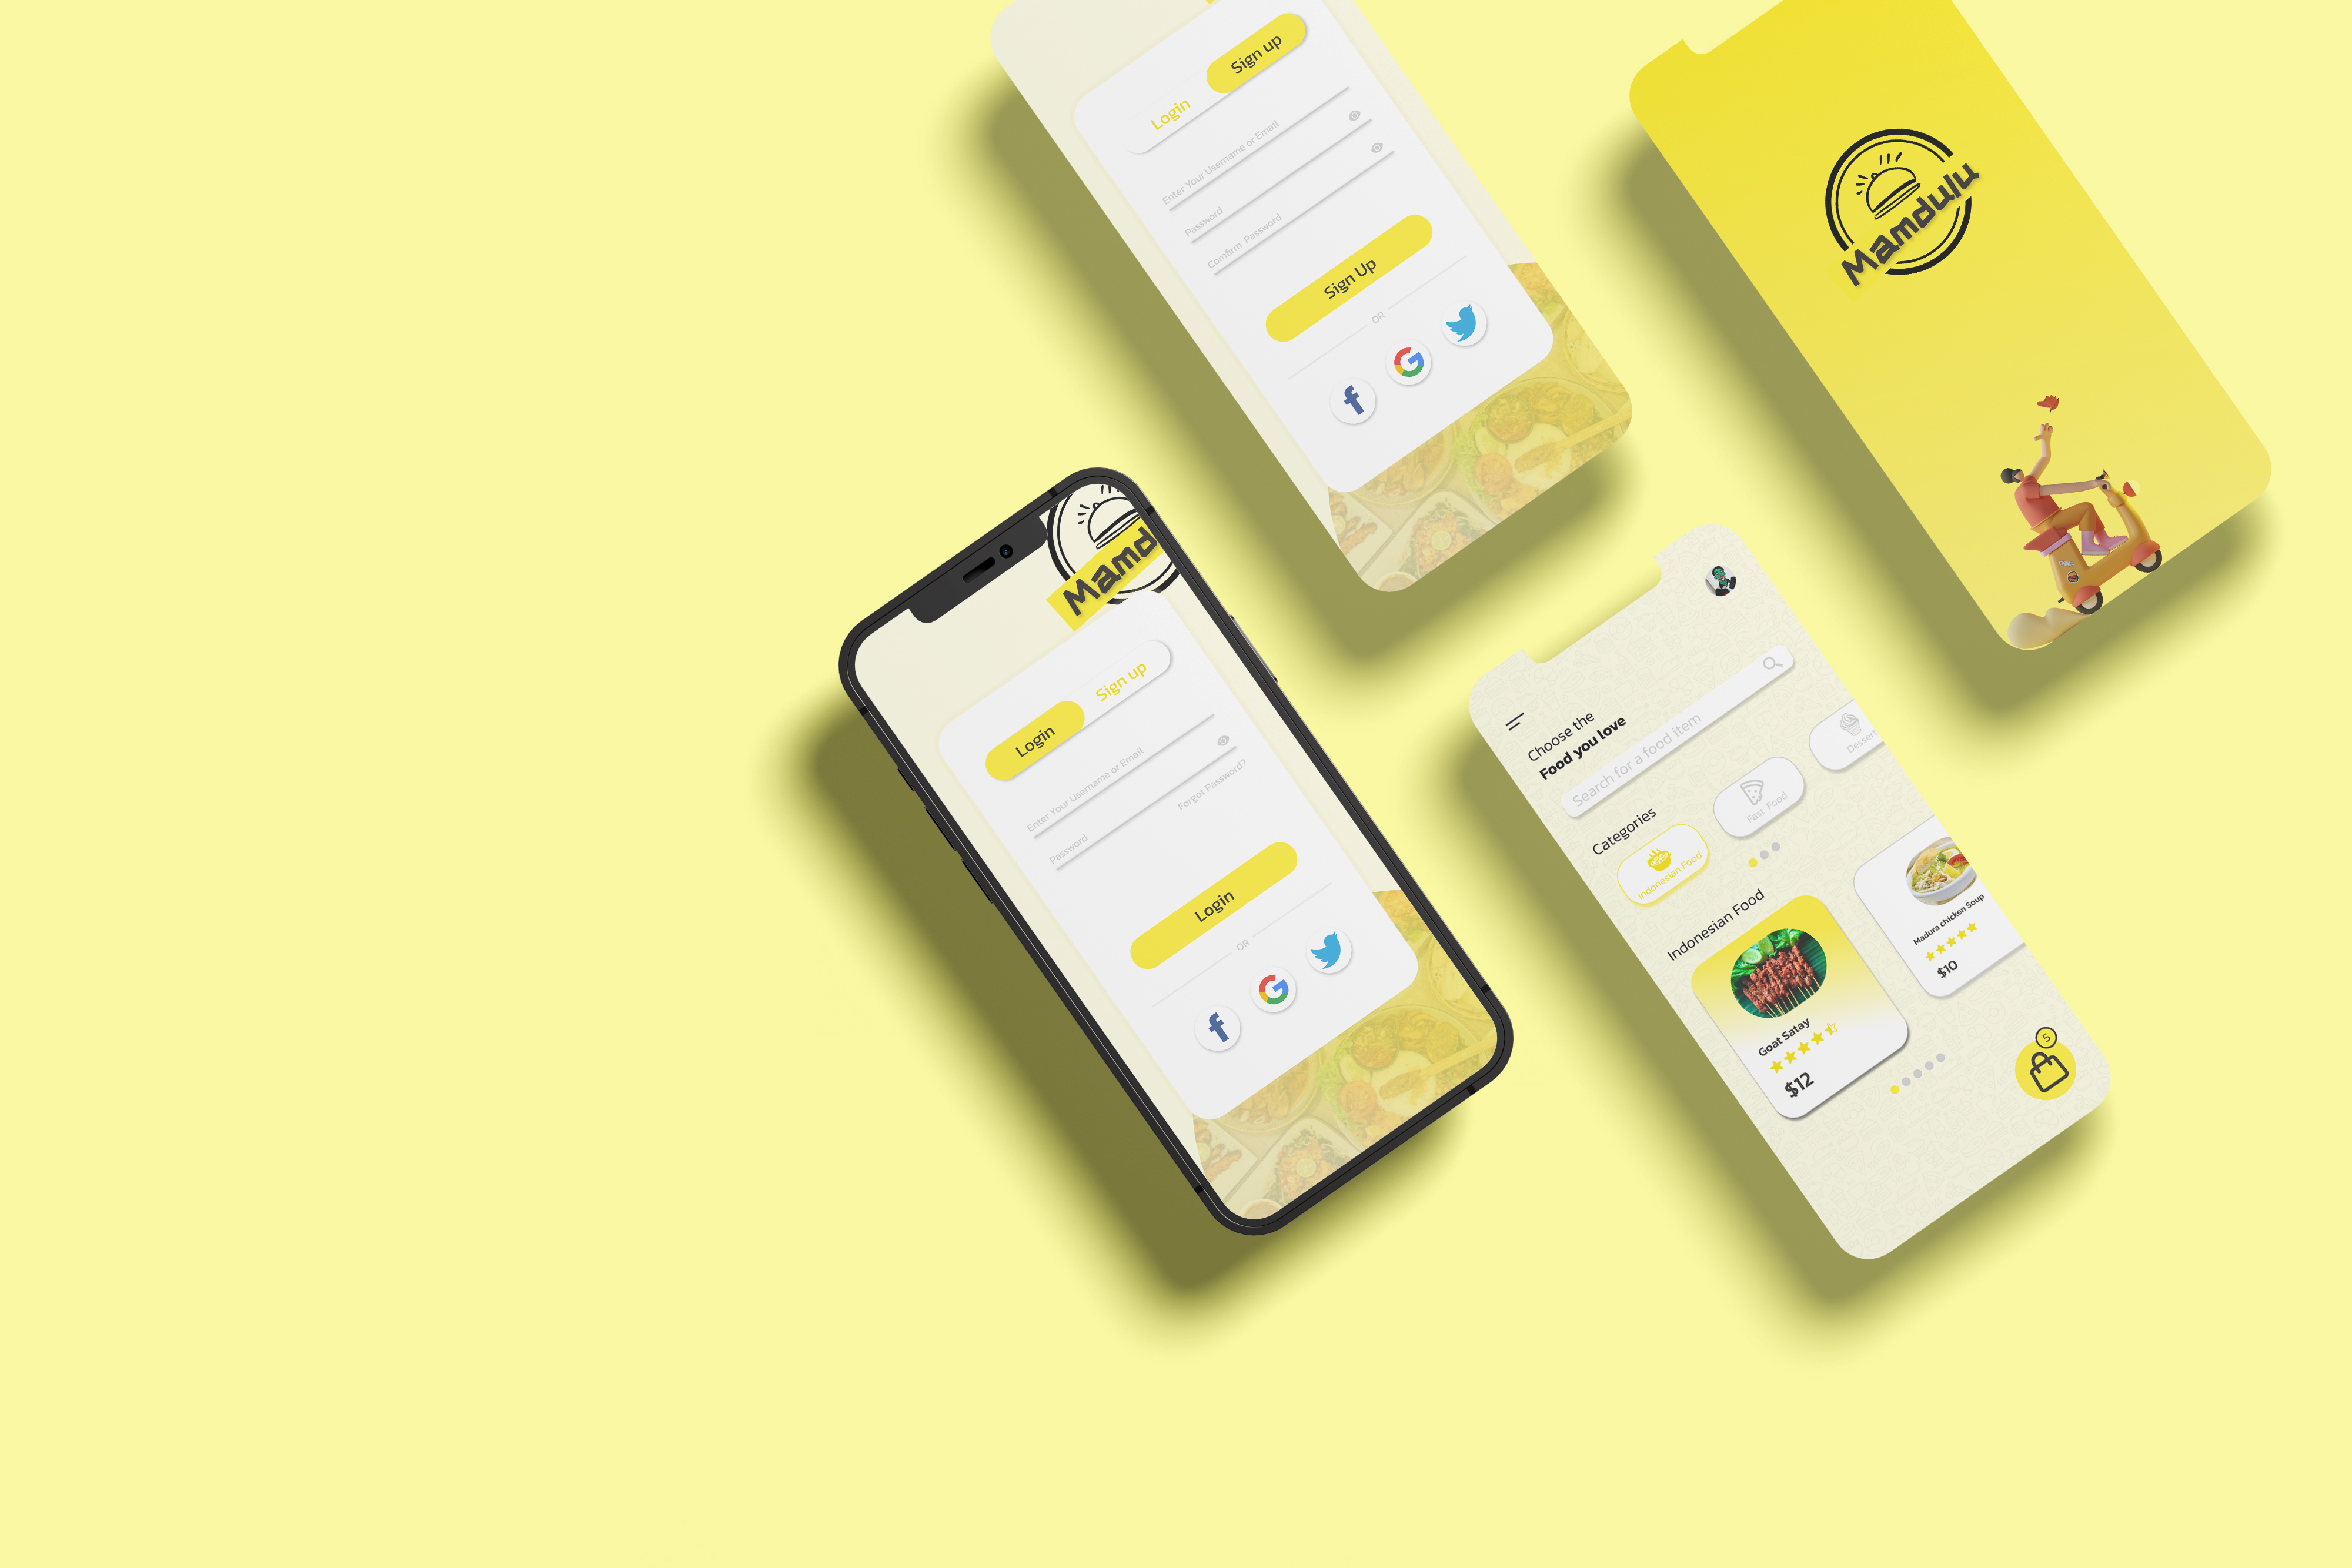 Login
Sign up
Enter Your Username or Email
Password
Comfirm Password
Sign Up
OR
f
G
Mamdulu
Mamd
Login
Sign up
Enter Your Username or Email
Password
Forgot Password?
Login
OR
f
G
Choose the
Food you love
Search for a food item
Categories
Indonesian Food
Fast Food
Dessert
Indonesian Food
Goat Satay
$12
Madura chicken Soup
$10
5